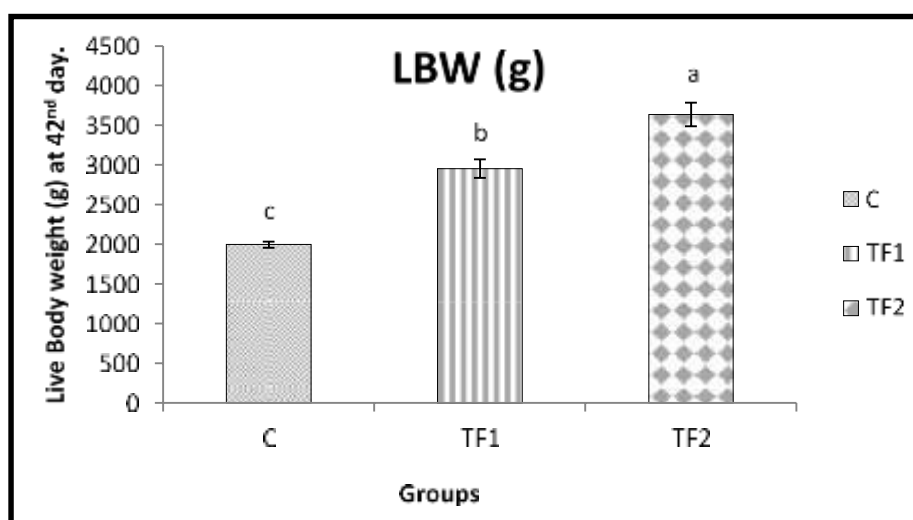 LBW (g)
Live Body weight (g) at 42nd day.
4500
4000
3500
3000
2500
2000
1500
1000
500
0
c
b
a
C
TF1
TF2
Groups
C
TF1
TF2